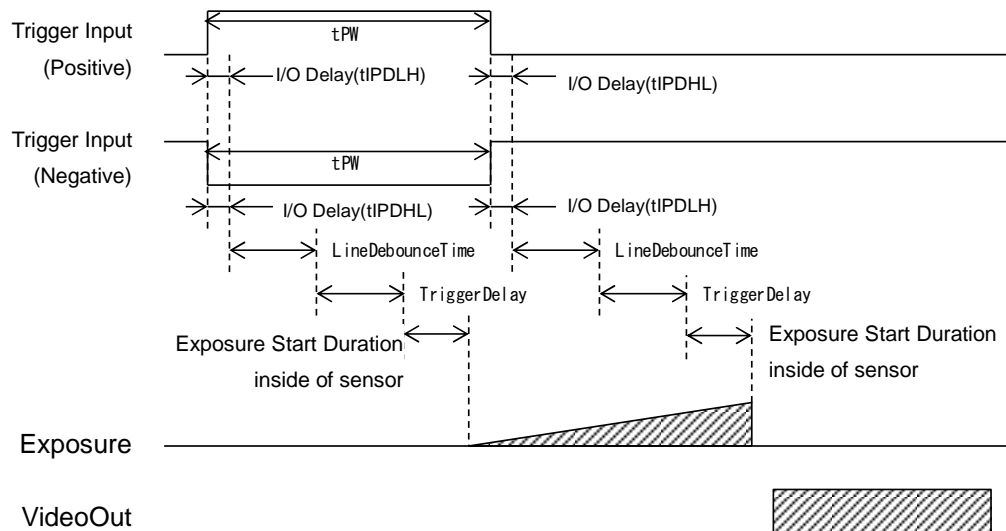 Trigger Input
(Positive)
tPW
I/O Delay(tIPDLH)
I/O Delay(tIPDHL)
Trigger Input
(Negative)
tPW
I/O Delay(tIPDHL)
I/O Delay(tIPDLH)
LineDebounceTime
LineDebounceTime
TriggerDelay
TriggerDelay
Exposure Start Duration
inside of sensor
Exposure Start Duration
inside of sensor
Exposure
VideoOut